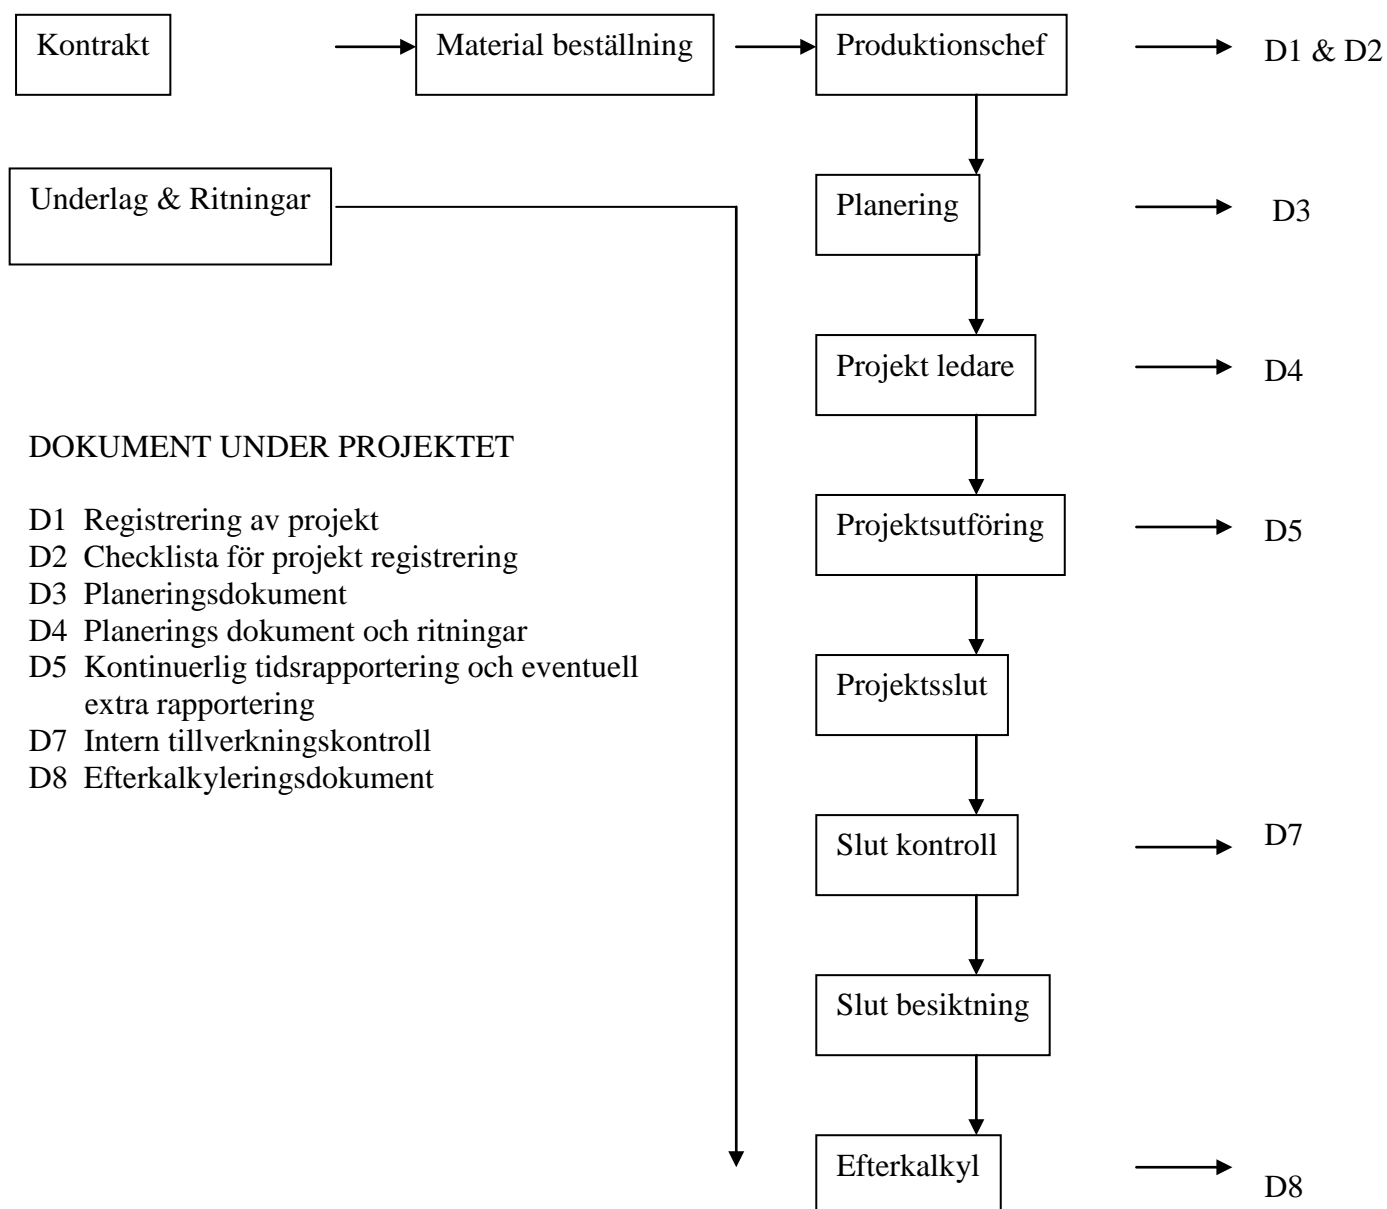 Kontrakt
Material beställning
Produktionschef
D1 & D2
Underlag & Ritningar
Planering
D3
Projekt ledare
D4
DOKUMENT UNDER PROJEKTET
D1 Registrering av projekt
D2 Checklista för projekt registrering
D3 Planeringsdokument
D4 Planerings dokument och ritningar
D5 Kontinuerlig tidsrapportering och eventuell
extra rapportering
D7 Intern tillverkningskontroll
D8 Efterkalkyleringsdokument
Projektsutföring
D5
Projektsslut
Slut kontroll
D7
Slut besiktning
Efterkalkyl
D8